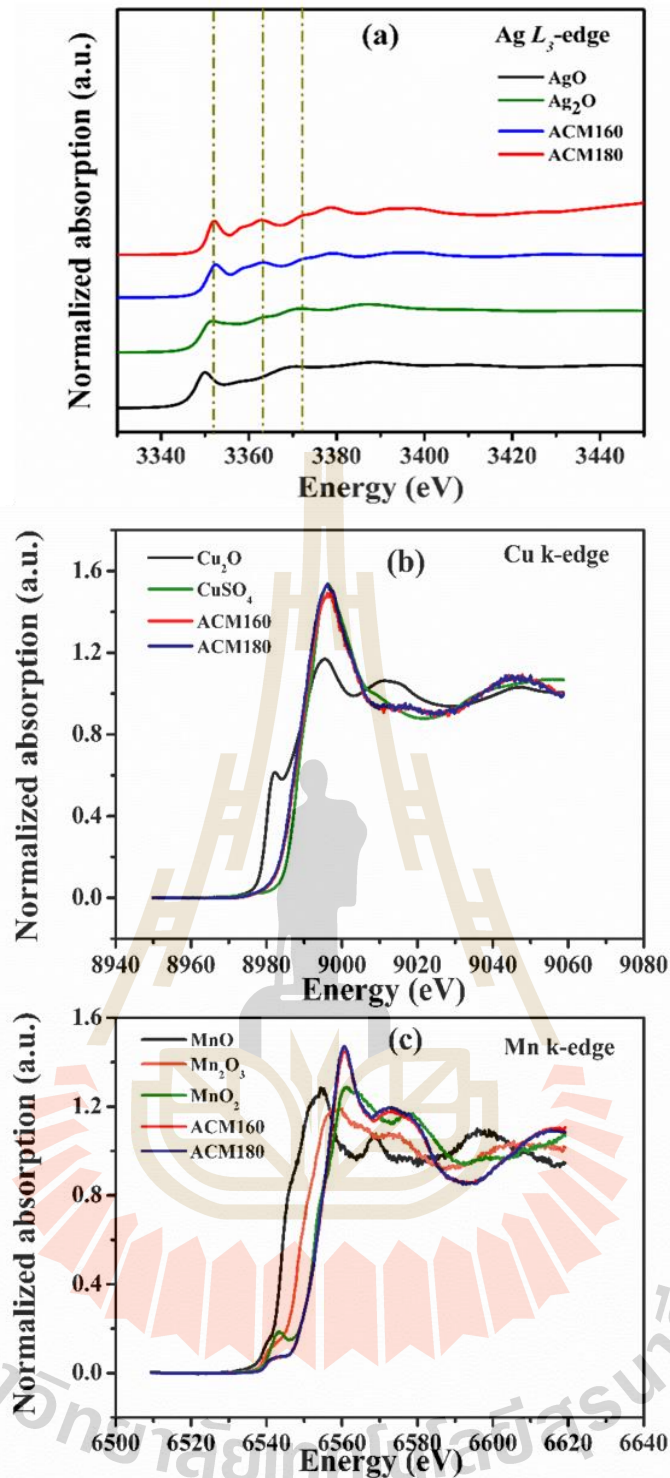 (a)
Ag L3-edge
AgO
Ag2O
ACM160
ACM180
Normalized absorption (a.u.)
3340 3360 3380 3400 3420 3440
Energy (eV)
Cu2O
CuSO4
ACM160
ACM180
(b)
Cu k-edge
1.6
1.2
0.8
0.4
0.0
Normalized absorption (a.u.)
8940 8960 8980 9000 9020 9040 9060 9080
Energy (eV)
MnO
Mn2O3
MnO2
ACM160
ACM180
(c)
Mn k-edge
1.6
1.2
0.8
0.4
0.0
Normalized absorption (a.u.)
6500 6520 6540 6560 6580 6600 6620 6640
Energy (eV)